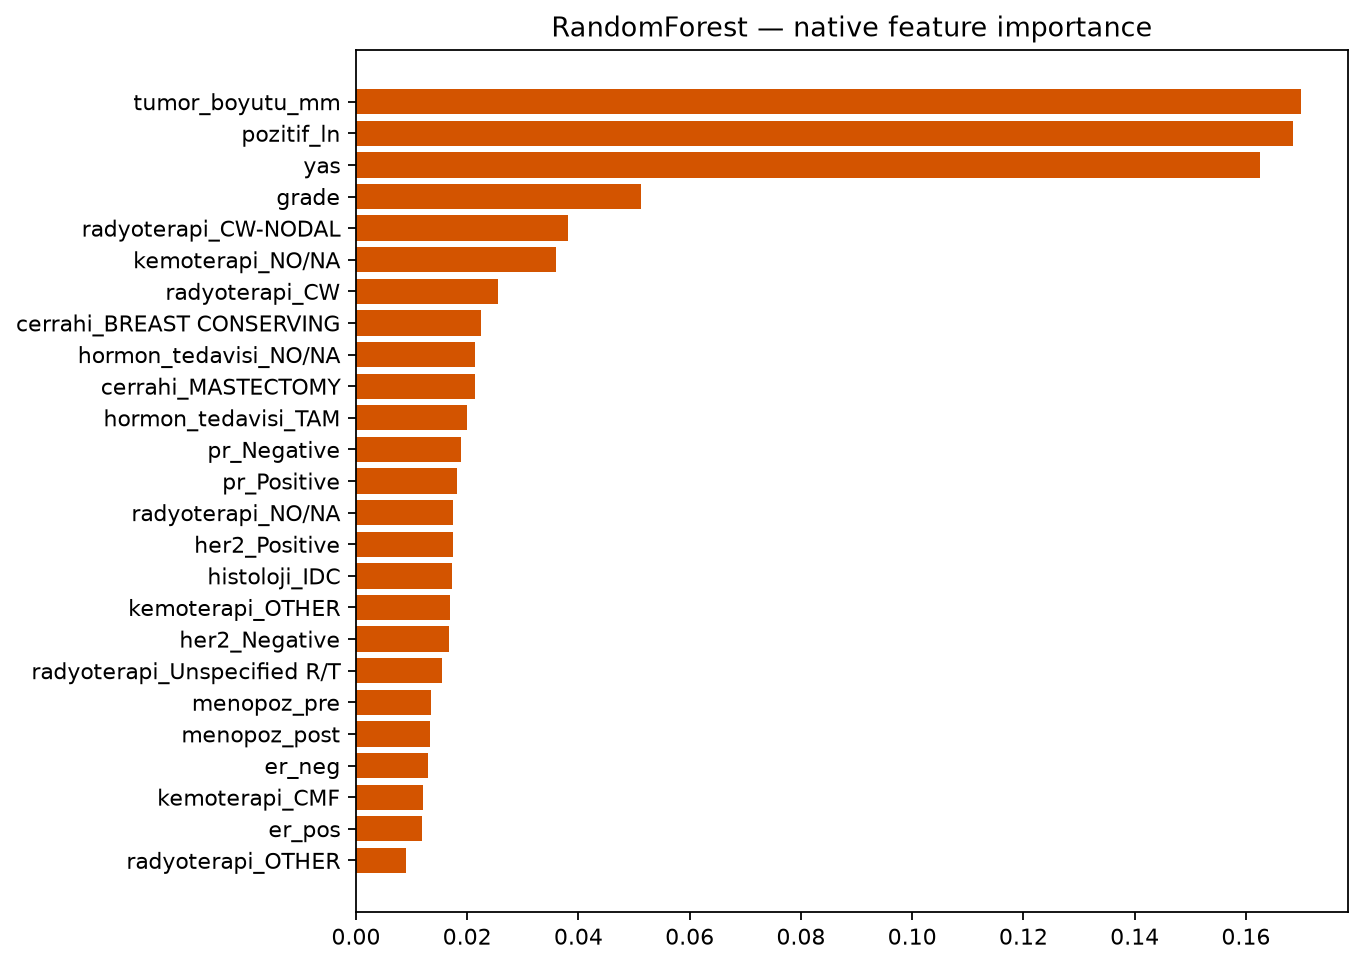 RandomForest — native feature importance
tumor_boyutu_mm
pozitif_ln
yas
grade
radyoterapi_CW-NODAL
kemoterapi_NO/NA
radyoterapi_CW
cerrahi_BREAST CONSERVING
hormon_tedavisi_NO/NA
cerrahi_MASTECTOMY
hormon_tedavisi_TAM
pr_Negative
pr_Positive
radyoterapi_NO/NA
her2_Positive
histoloji_IDC
kemoterapi_OTHER
her2_Negative
radyoterapi_Unspecified R/T
menopoz_pre
menopoz_post
er_neg
kemoterapi_CMF
er_pos
radyoterapi_OTHER
0.00 0.02 0.04 0.06 0.08 0.10 0.12 0.14 0.16